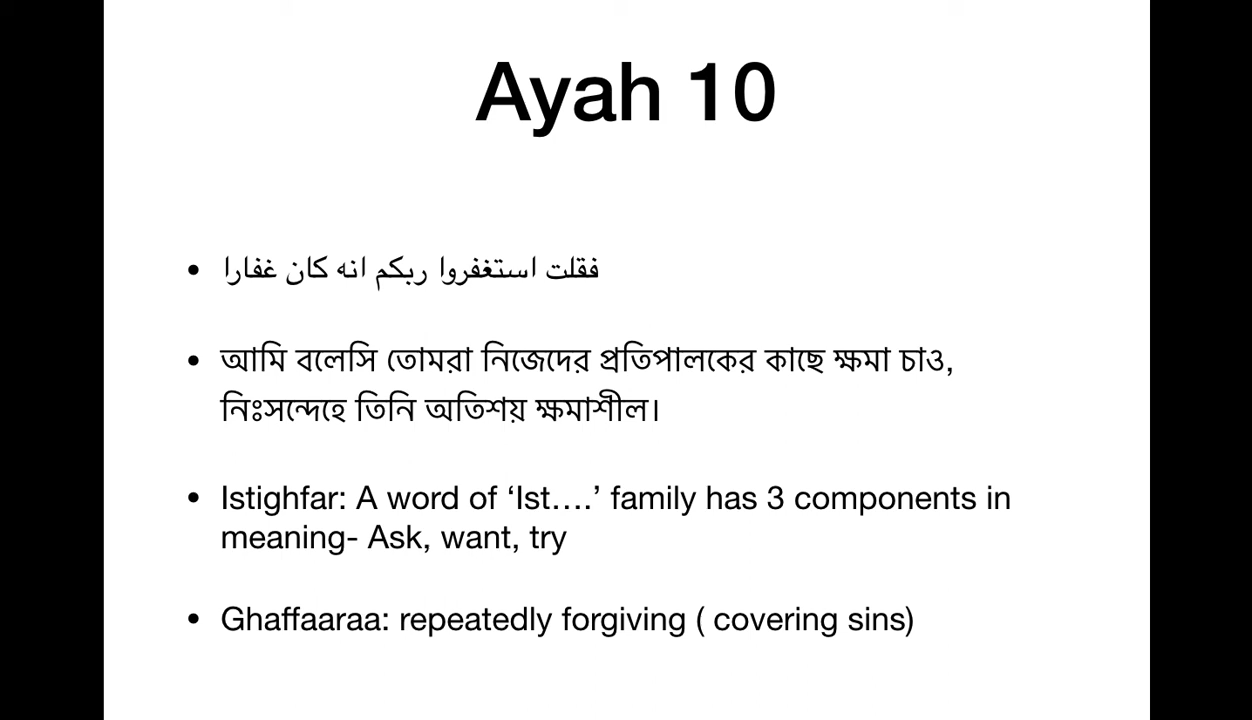 Ayah 10
• فقلت استغفروا ربكم انه كان غفارا
• আমি বলেসি তোমরা নিজেদের প্রতিপালকের কাছে ক্ষমা চাও,
নিঃসন্দেহে তিনি অতিশয় ক্ষমাশীল।
• Istighfar: A word of ‘Ist….’ family has 3 components in
meaning- Ask, want, try
• Ghaffaaraa: repeatedly forgiving ( covering sins)